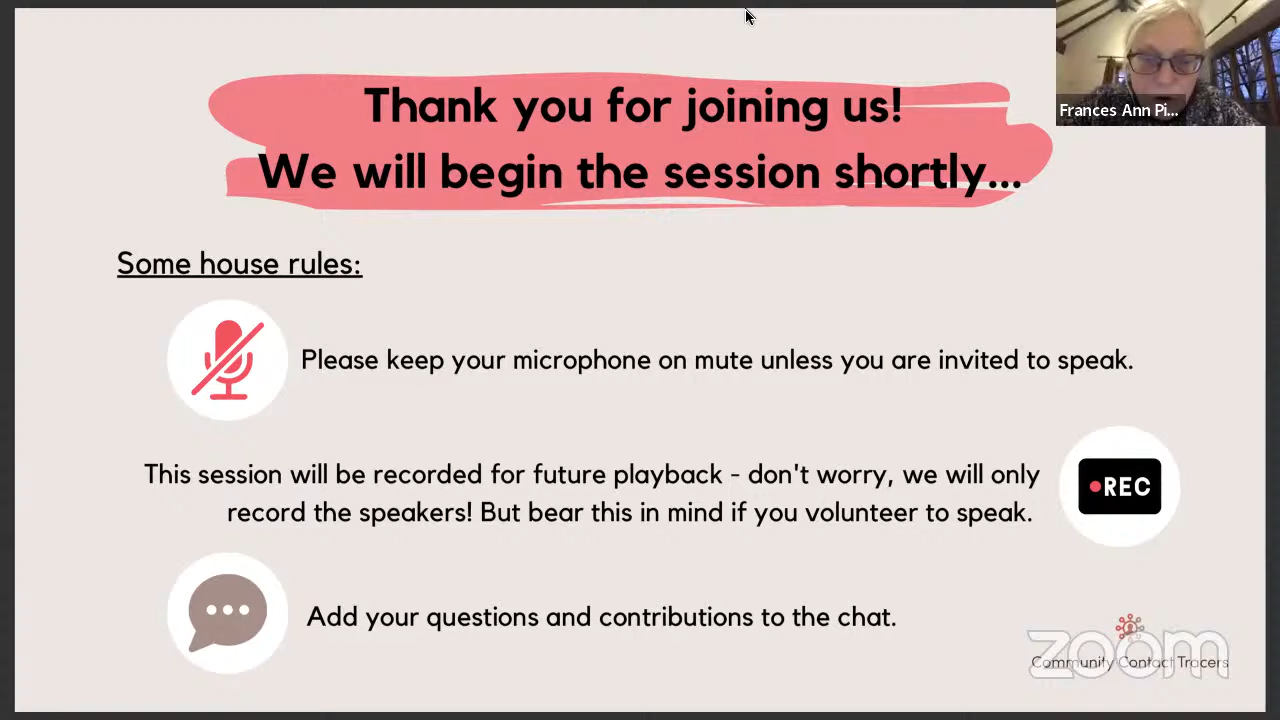 Thank you for joining us!
We will begin the session shortly...
Frances Ann Pi...
Some house rules:
Please keep your microphone on mute unless you are invited to speak.
This session will be recorded for future playback - don't worry, we will only
record the speakers! But bear this in mind if you volunteer to speak.
REC
Add your questions and contributions to the chat.
zoom
Community Contact Tracers